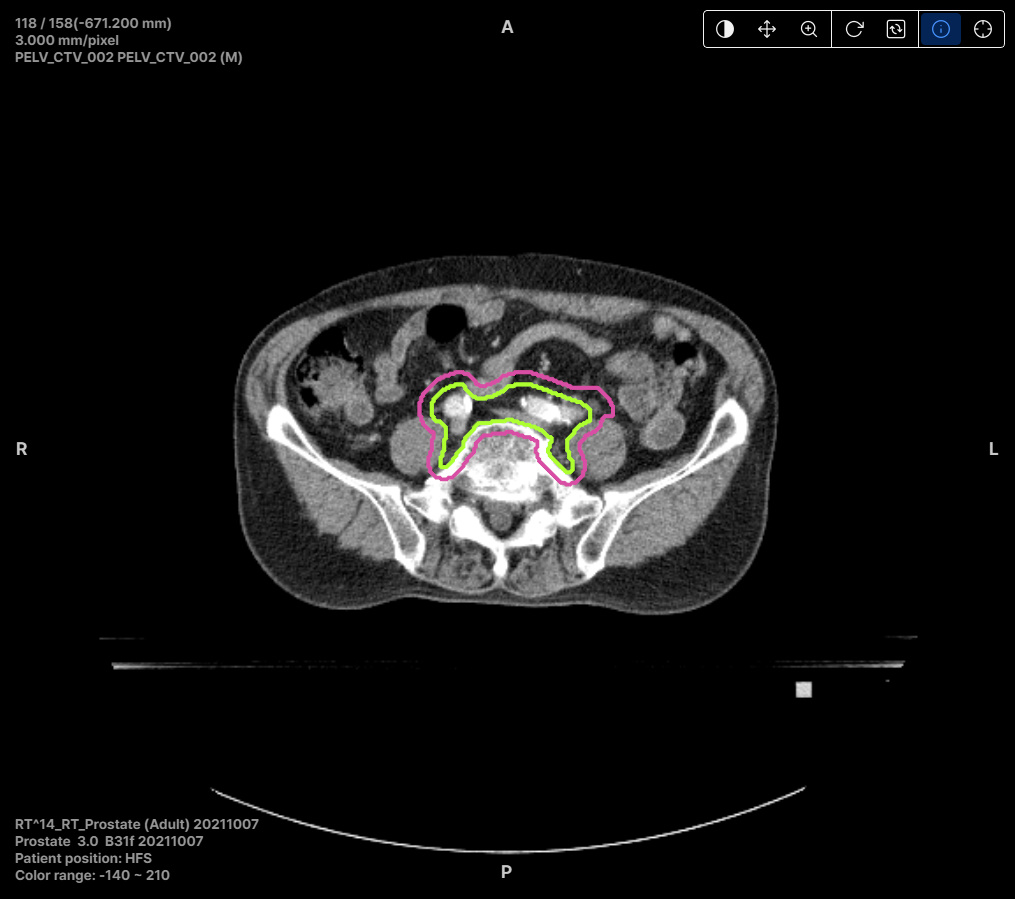 118 / 158(-671.200 mm)
3.000 mm/pixel
PELV_CTV_002 PELV_CTV_002 (M)
A
R
L
RT^14_RT_Prostate (Adult) 20211007
Prostate  3.0  B31f 20211007
Patient position: HFS
Color range: -140 ~ 210
P